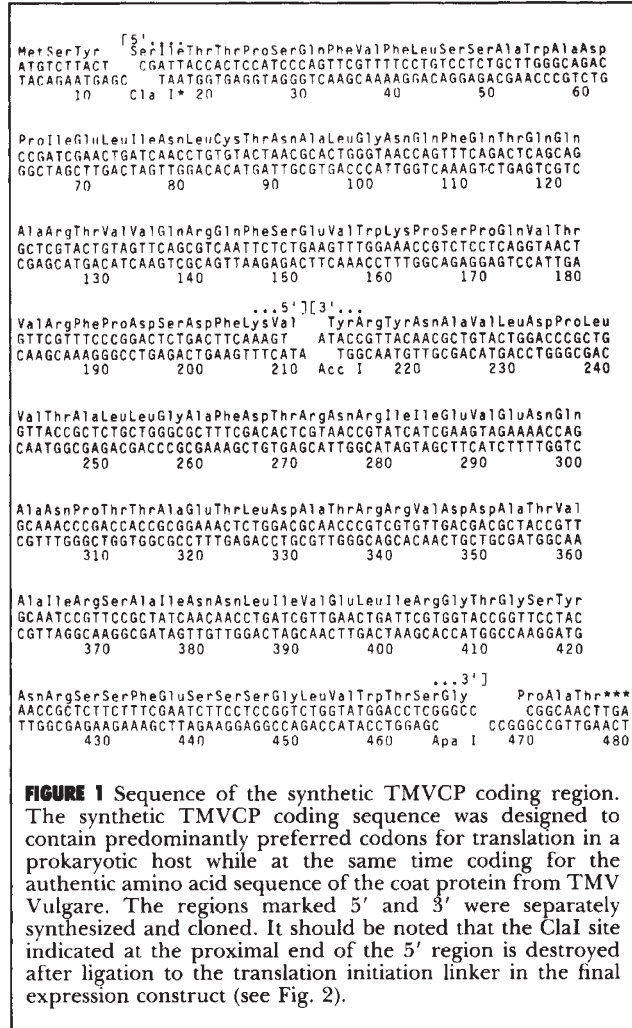 [5'...
MetSerTyr SerIleThrThrProSerGlnPheValPheLeuSerSerAlaTrpAlaAsp
ATGTCTTACT CGATTACCACTCCATCCCAGTTCGTTTTCCTGTCCTCTGCTTGGGCAGAC
TACAGAATGAGC TAATGGTGAGGTAGGGTCAAGCAAAAGGACAGGAGACGAACCCGTCTG
10 Cla I* 20 30 40 50 60
ProIleGluLeuIleAsnLeuCysThrAsnAlaLeuGlyAsnGlnPheGlnThrGlnGln
CCGATCGAACTGATCAACCTGTGTACTAACGCACTGGGTAACCAGTTTCAGACTCAGCAG
GGCTAGCTTGACTAGTTGGACACATGATTGCGTGACCCATTGGTCAAAGTCTGAGTCGTC
70 80 90 100 110 120
AlaArgThrValValGlnArgGlnPheSerGluValTrpLysProSerProGlnValThr
GCTCGTACTGTAGTTCAGCGTCAATTCTCTGAAGTTTGGAAACCGTCTCCTCAGGTAACT
CGAGCATGACATCAAGTCGCAGTTAAGAGACTTCAAACCTTTGGCAGAGGAGTCCATTGA
130 140 150 160 170 180
...5'][3'...
ValArgPheProAspSerAspPheLysVal TyrArgTyrAsnAlaValLeuAspProLeu
GTTCGTTTCCCGGACTCTGACTTCAAAGT ATACCGTTACAACGCTGTACTGGACCCGCTG
CAAGCAAAGGGCCTGAGACTGAAGTTTCATA TGGCAATGTTGCGACATGACCTGGGCGAC
190 200 210 Acc I 220 230 240
ValThrAlaLeuLeuGlyAlaPheAspThrArgAsnArgIleIleGluValGluAsnGln
GTTACCGCTCTGCTGGGCGCTTTCGACACTCGTAACCGTATCATCGAAGTAGAAAACCAG
CAATGGCGAGACGACCCGCGAAAGCTGTGAGCATTGGCATAGTAGCTTCATCTTTTGGTC
250 260 270 280 290 300
AlaAsnProThrThrAlaGluThrLeuAspAlaThrArgArgValAspAspAlaThrVal
GCAAACCCGACCACCGCGGAAACTCTGGACGCAACCCGTCGTGTTGACGACGCTACCGTT
CGTTTGGGCTGGTGGCGCCTTTGAGACCTGCGTTGGGCAGCACAACTGCTGCGATGGCAA
310 320 330 340 350 360
AlaIleArgSerAlaIleAsnAsnLeuIleValGluLeuIleArgGlyThrGlySerTyr
GCAATCCGTTCCGCTATCAACAACCTGATCGTTGAACTGATTCGTGGTACCGGTTCCTAC
CGTTAGGCAAGGCGATAGTTGTTGGACTAGCAACTTGACTAAGCACCATGGCCAAGGATG
370 380 390 400 410 420
...3']
AsnArgSerSerPheGluSerSerSerGlyLeuValTrpThrSerGly ProAlaThr***
AACCGCTCTTCTTTCGAATCTTCCTCCGGTCTGGTATGGACCTCGGGCC CGGCAACTTGA
TTGGCGAGAAGAAAGCTTAGAAGGAGGCCAGACCATACCTGGAGC CCGGGCCGTTGAACT
430 440 450 460 Apa I 470 480
FIGURE 1 Sequence of the synthetic TMVCP coding region.
The synthetic TMVCP coding sequence was designed to
contain predominantly preferred codons for translation in a
prokaryotic host while at the same time coding for the
authentic amino acid sequence of the coat protein from TMV
Vulgare. The regions marked 5′ and 3′ were separately
synthesized and cloned. It should be noted that the ClaI site
indicated at the proximal end of the 5′ region is destroyed
after ligation to the translation initiation linker in the final
expression construct (see Fig. 2).